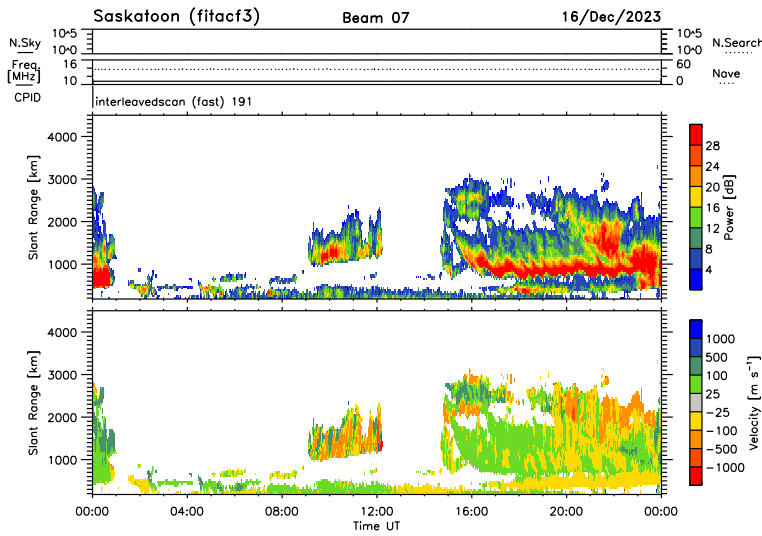 Saskatoon (fitacf3) Beam 07 16/Dec/2023
10^5 10^5
N.Sky N.Search
10^0 10^0
Freq. 16 60
[MHz] Nave
10 0
CPID interleavedscan (fast) 191
4000
3000
2000
1000
Slant Range [km]
28
24
20
16
12
8
4
Power [dB]
4000
3000
2000
1000
Slant Range [km]
1000
500
100
25
-25
-100
-500
-1000
Velocity [m s⁻¹]
00:00 04:00 08:00 12:00 16:00 20:00 00:00
Time UT